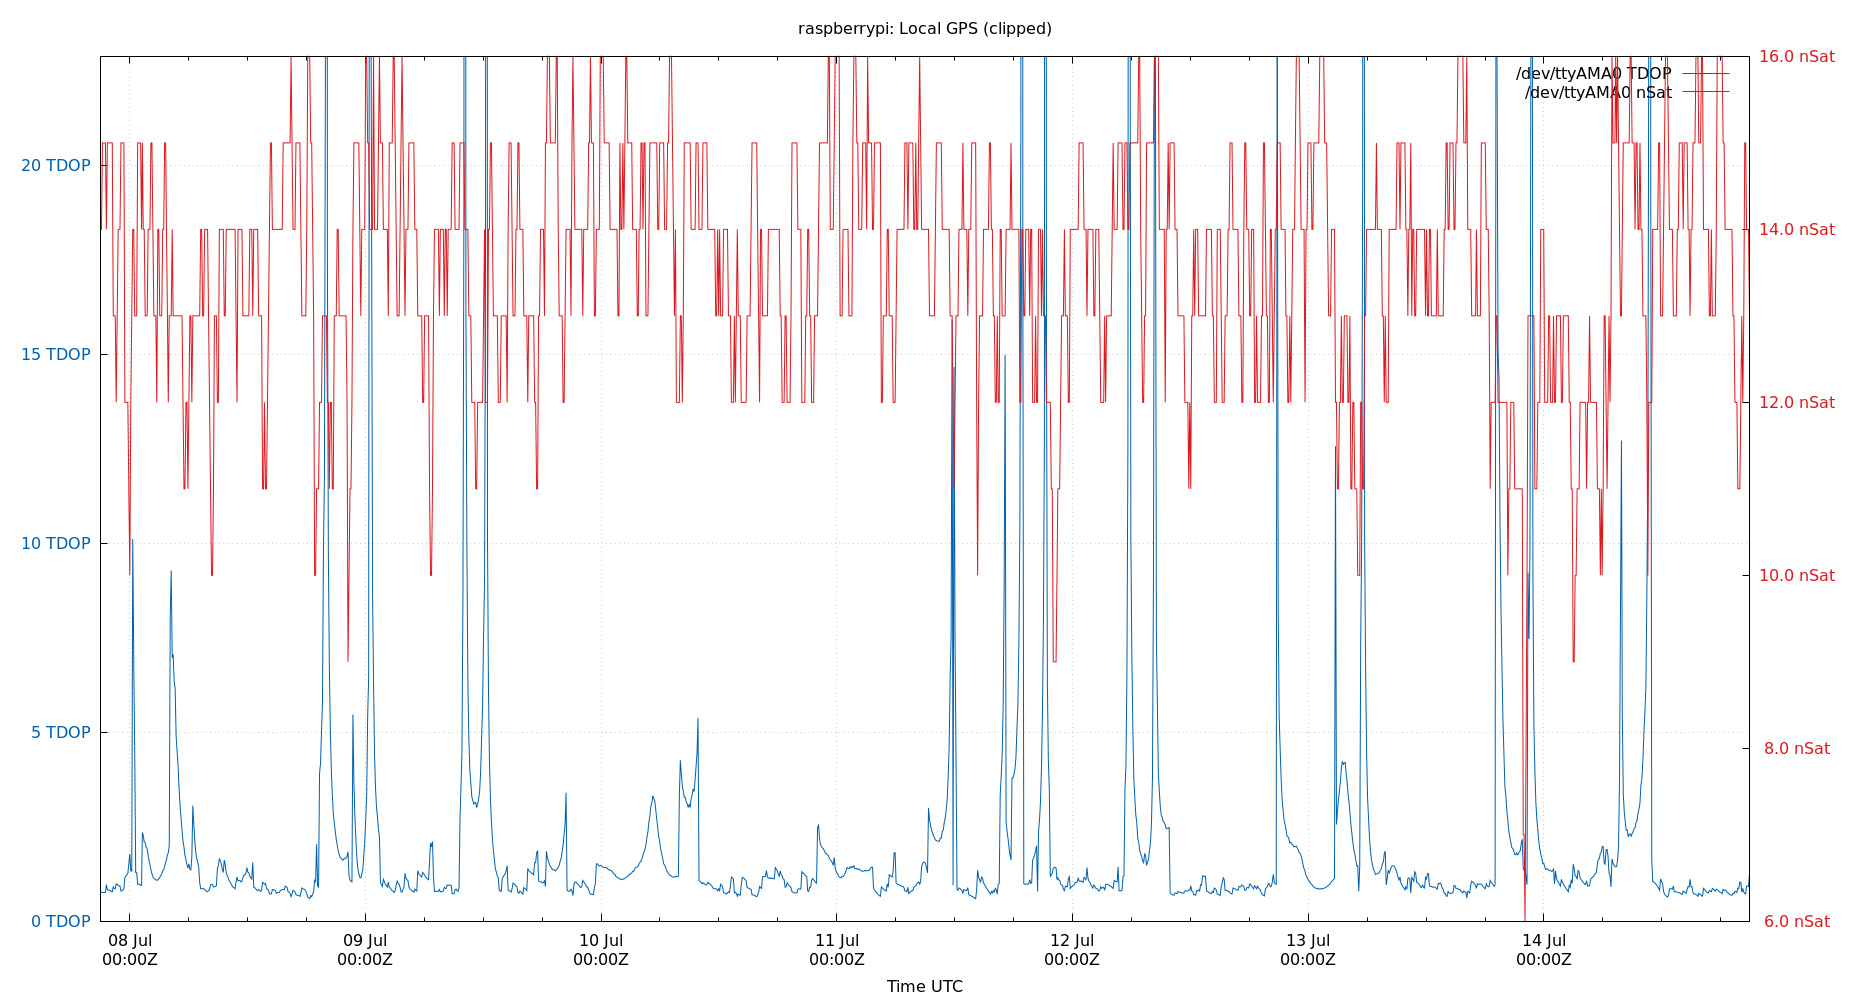 raspberrypi: Local GPS (clipped)
16.0 nSat
/dev/ttyAMA0 TDOP
/dev/ttyAMA0 nSat
20 TDOP
14.0 nSat
15 TDOP
12.0 nSat
10 TDOP
10.0 nSat
5 TDOP
8.0 nSat
0 TDOP
6.0 nSat
08 Jul 09 Jul 10 Jul 11 Jul 12 Jul 13 Jul 14 Jul
00:00Z 00:00Z 00:00Z 00:00Z 00:00Z 00:00Z 00:00Z
Time UTC